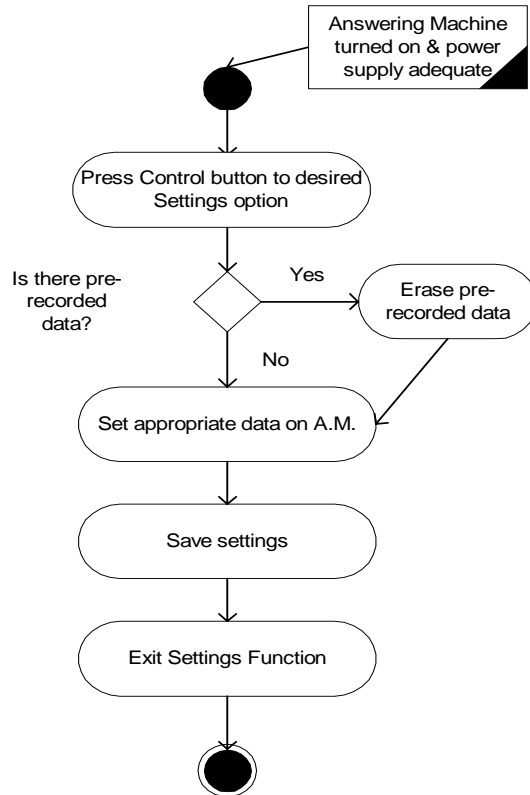 Answering Machine
turned on & power
supply adequate
Press Control button to desired
Settings option
Is there pre-
recorded
data?
Yes
Erase pre-
recorded data
No
Set appropriate data on A.M.
Save settings
Exit Settings Function